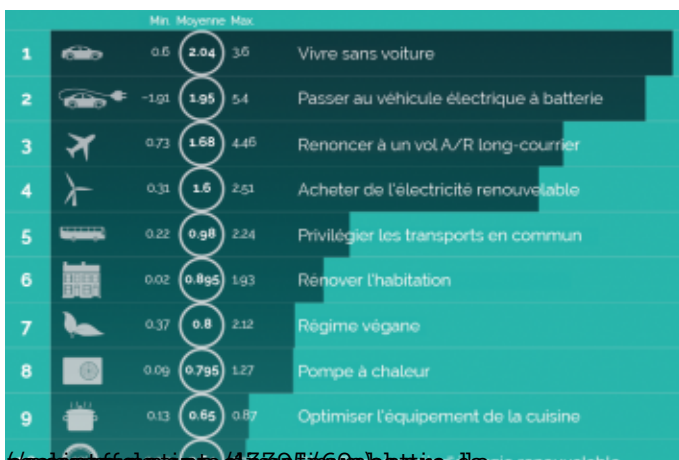 Min. Moyenne Max.
1 0.6 2.04 3.6 Vivre sans voiture
2 -1.91 1.95 5.4 Passer au véhicule électrique à batterie
3 0.73 1.68 4.46 Renoncer à un vol A/R long-courrier
4 0.31 1.6 2.51 Acheter de l'électricité renouvelable
5 0.22 0.98 2.24 Privilégier les transports en commun
6 0.02 0.895 1.93 Rénover l'habitation
7 0.37 0.8 2.12 Régime végane
8 0.09 0.795 1.27 Pompe à chaleur
9 0.13 0.65 0.87 Optimiser l'équipement de la cuisine
renouvelable